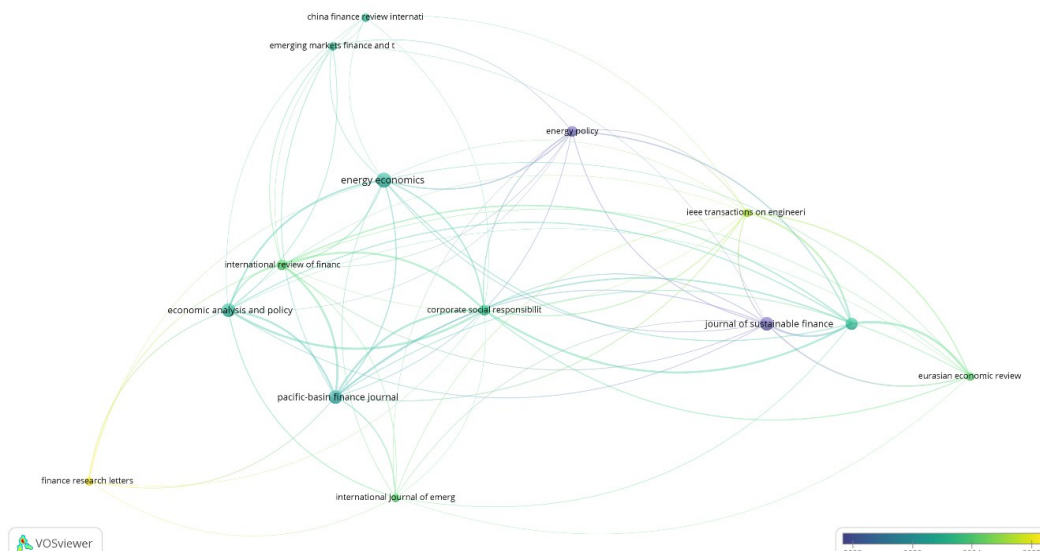 china finance review internati
emerging markets finance and t
energy policy
energy economics
ieee transactions on engineeri
international review of financ
economic analysis and policy
corporate social responsibilit
journal of sustainable finance
eurasian economic review
pacific-basin finance journal
finance research letters
international journal of emerg
VOSviewer